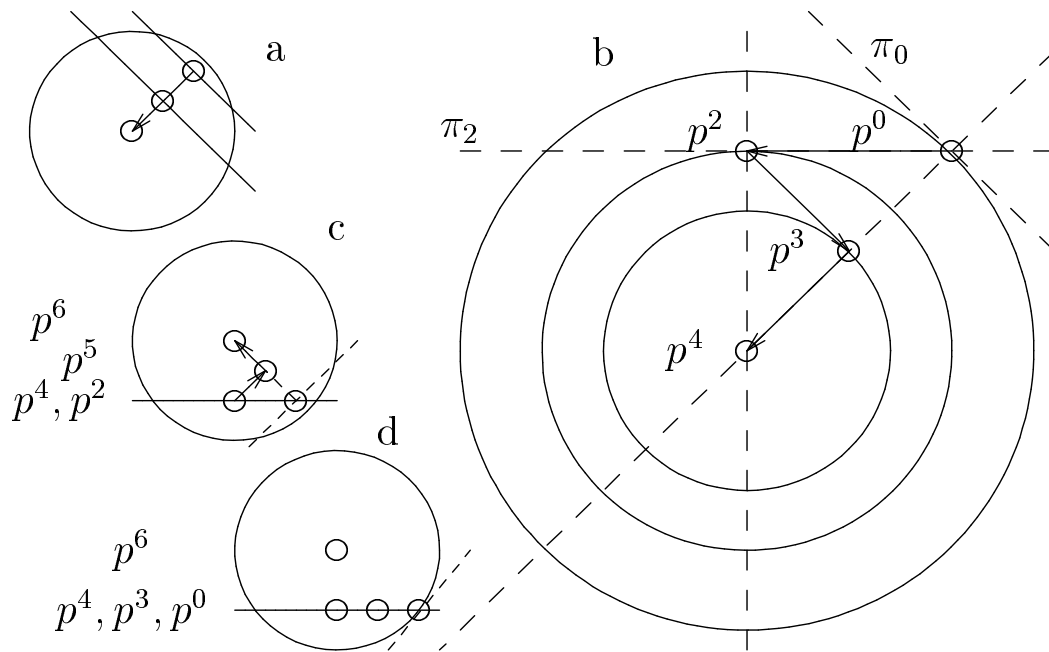 a
b
π₀
π₂
p²
p⁰
c
p³
p⁶
p⁵
p⁴
p⁴, p²
d
p⁶
p⁴, p³, p⁰